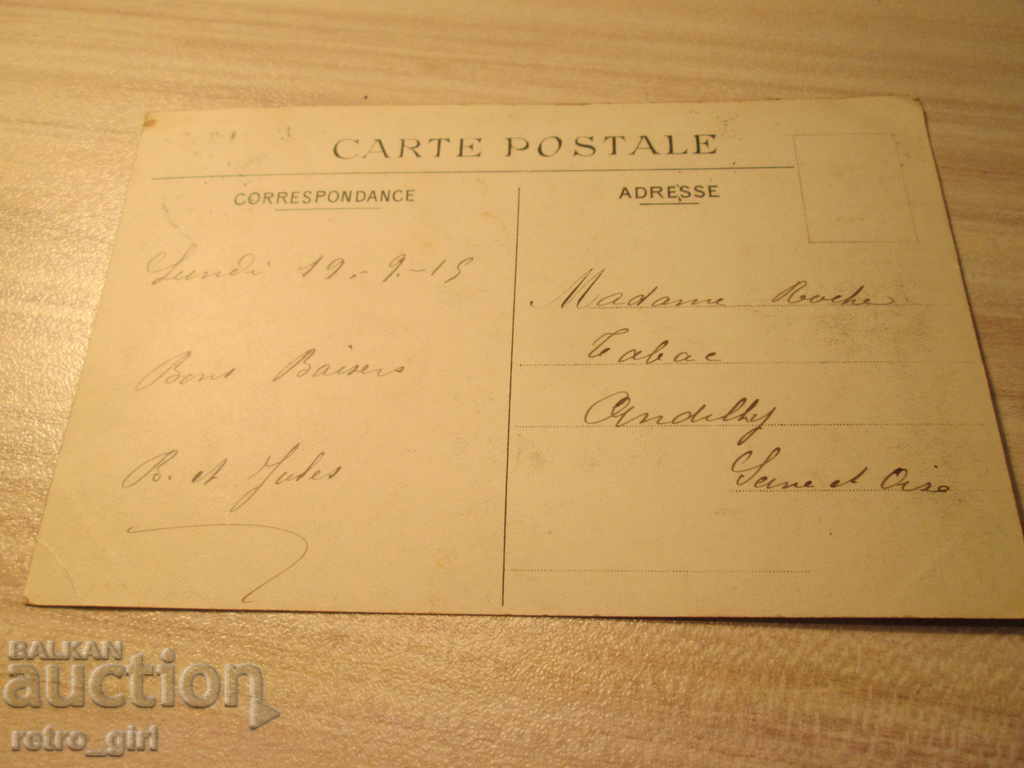 CARTE POSTALE
CORRESPONDANCE
Lundi 19-9-15
Bons Baisers
R. et Jules
ADRESSE
Madame Roche
Tabac
Andilly
Seine et Oise
BALKAN
auction
retro_girl